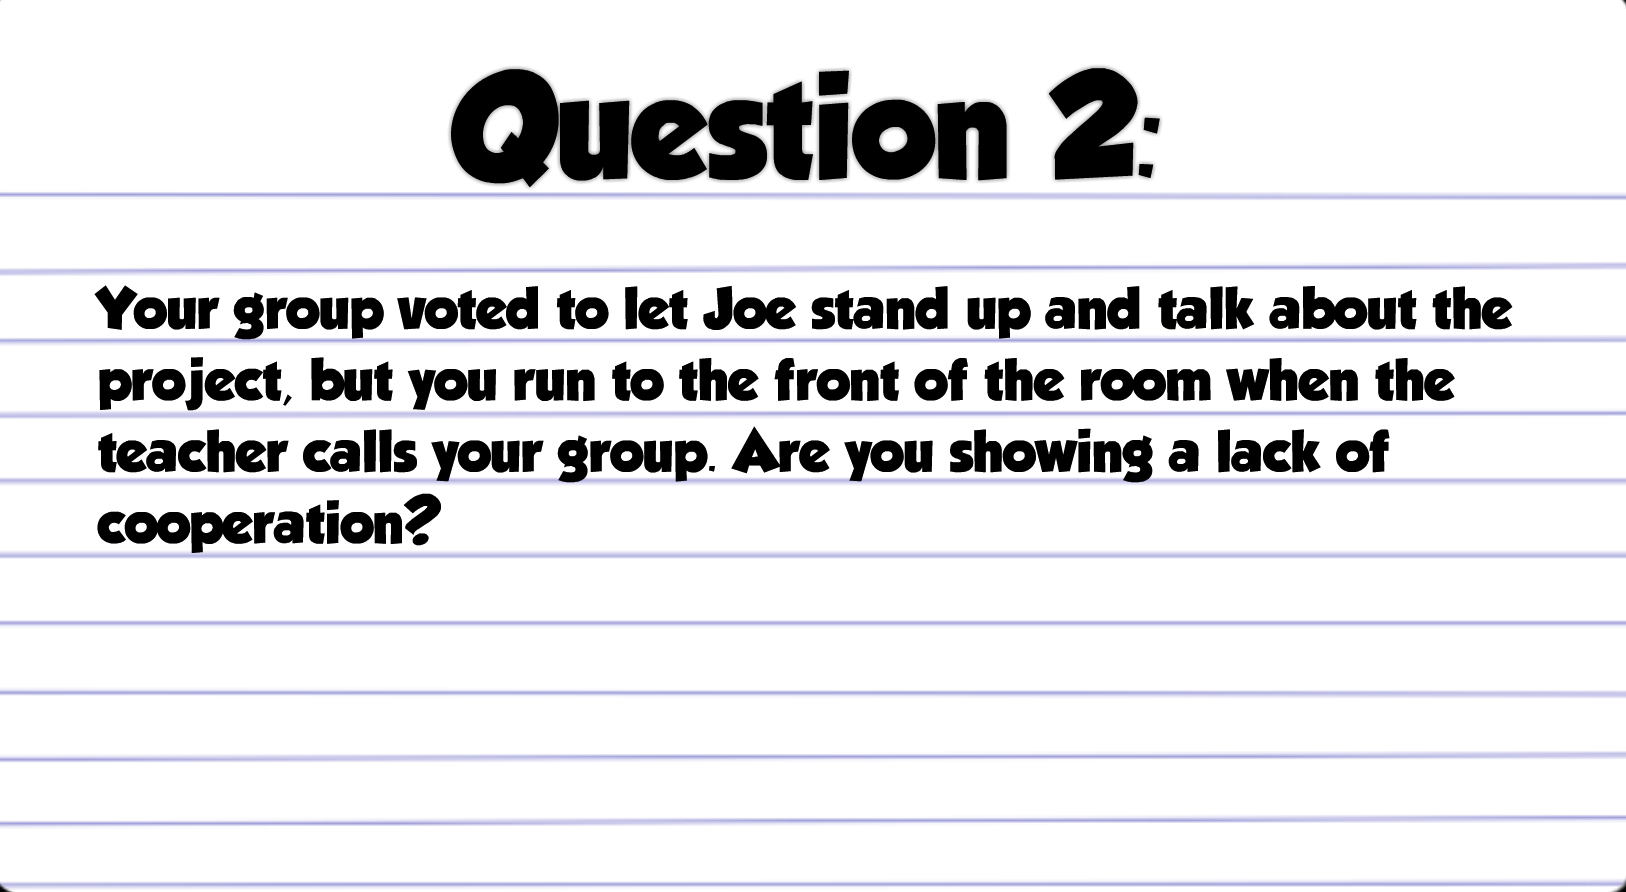 Question 2:
Your group voted to let Joe stand up and talk about the
project, but you run to the front of the room when the
teacher calls your group. Are you showing a lack of
cooperation?